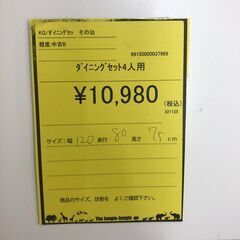 KG/ダイニングセッ その他
程度:中古B
99150000037869
ダイニングセット4人用
¥10,980
(税込)
221120
サイズ:幅 120 奥行 80 高さ 75 cm
商品のサイズ、状態を よくご確認下さい。
The Jungle-Jungle